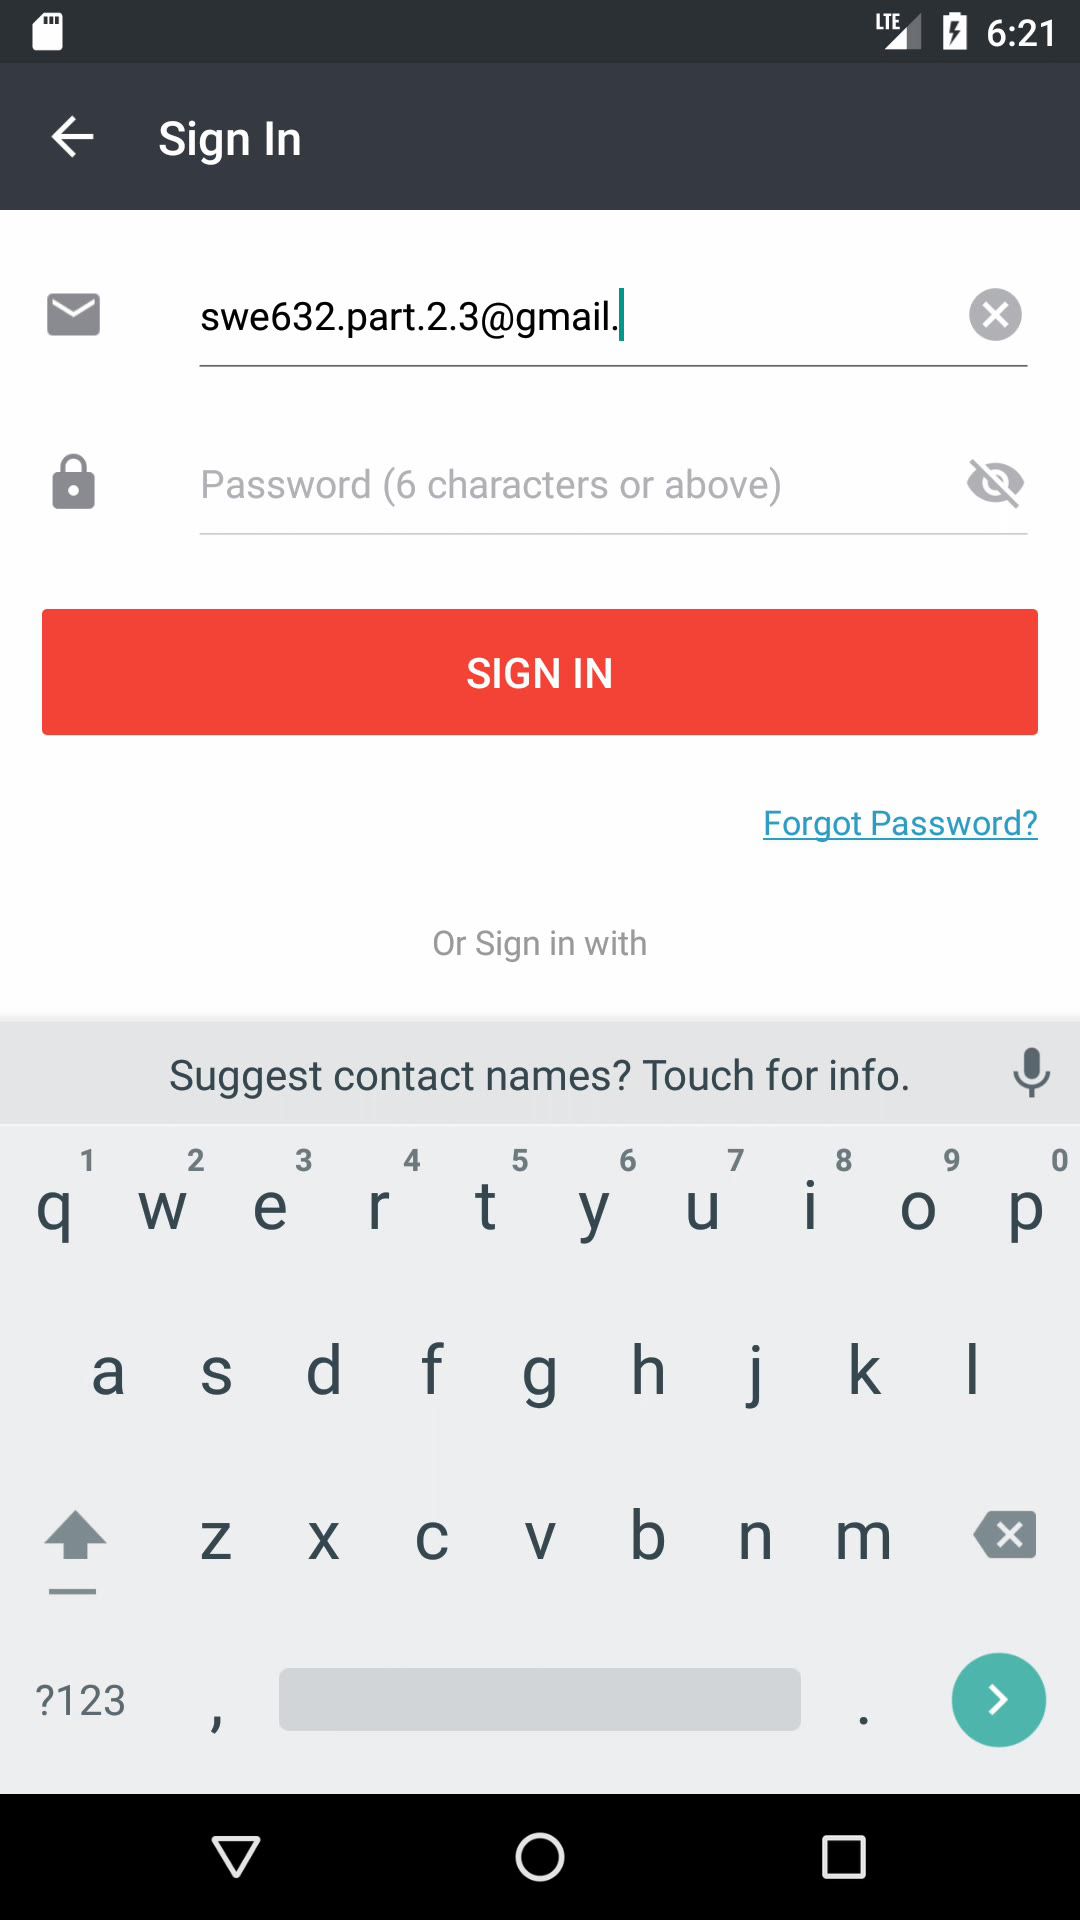 LTE 6:21
Sign In
swe632.part.2.3@gmail.
Password (6 characters or above)
SIGN IN
Forgot Password?
Or Sign in with
Suggest contact names? Touch for info.
1 2 3 4 5 6 7 8 9 0
q w e r t y u i o p
a s d f g h j k l
z x c v b n m
?123 , .